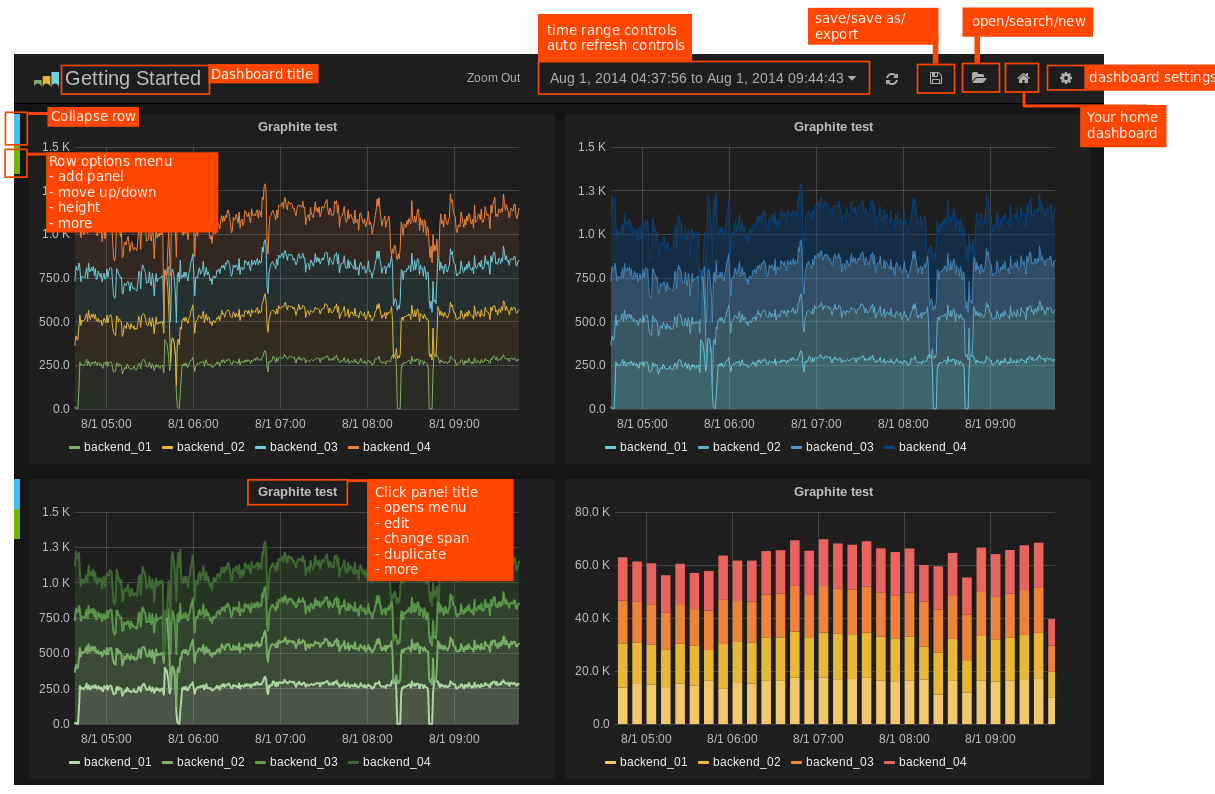 time range controls
auto refresh controls
save/save as/
export
open/search/new
Getting Started
Dashboard title
Zoom Out
Aug 1, 2014 04:37:56 to Aug 1, 2014 09:44:43
dashboard settings
Your home
dashboard
Collapse row
Row options menu
- add panel
- move up/down
- height
- more
Graphite test
1.5 K
1.0 K
750.0
500.0
250.0
0.0
8/1 05:00 8/1 06:00 8/1 07:00 8/1 08:00 8/1 09:00
backend_01 backend_02 backend_03 backend_04
Graphite test
1.5 K
1.3 K
1.0 K
750.0
500.0
250.0
0.0
8/1 05:00 8/1 06:00 8/1 07:00 8/1 08:00 8/1 09:00
backend_01 backend_02 backend_03 backend_04
Graphite test
Click panel title
- opens menu
- edit
- change span
- duplicate
- more
1.5 K
1.3 K
1.0 K
750.0
500.0
250.0
0.0
8/1 05:00 8/1 06:00 8/1 07:00 8/1 08:00 8/1 09:00
backend_01 backend_02 backend_03 backend_04
Graphite test
80.0 K
60.0 K
40.0 K
20.0 K
0.0
8/1 05:00 8/1 06:00 8/1 07:00 8/1 08:00 8/1 09:00
backend_01 backend_02 backend_03 backend_04